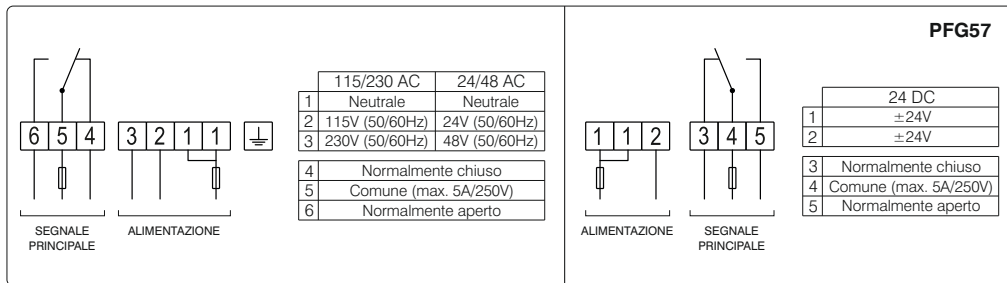 PFG57
6 5 4 3 2 1 1
SEGNALE PRINCIPALE
ALIMENTAZIONE
115/230 AC 24/48 AC
1 Neutrale Neutrale
2 115V (50/60Hz) 24V (50/60Hz)
3 230V (50/60Hz) 48V (50/60Hz)
4 Normalmente chiuso
5 Comune (max. 5A/250V)
6 Normalmente aperto
1 1 2 3 4 5
ALIMENTAZIONE
SEGNALE PRINCIPALE
24 DC
1 ±24V
2 ±24V
3 Normalmente chiuso
4 Comune (max. 5A/250V)
5 Normalmente aperto